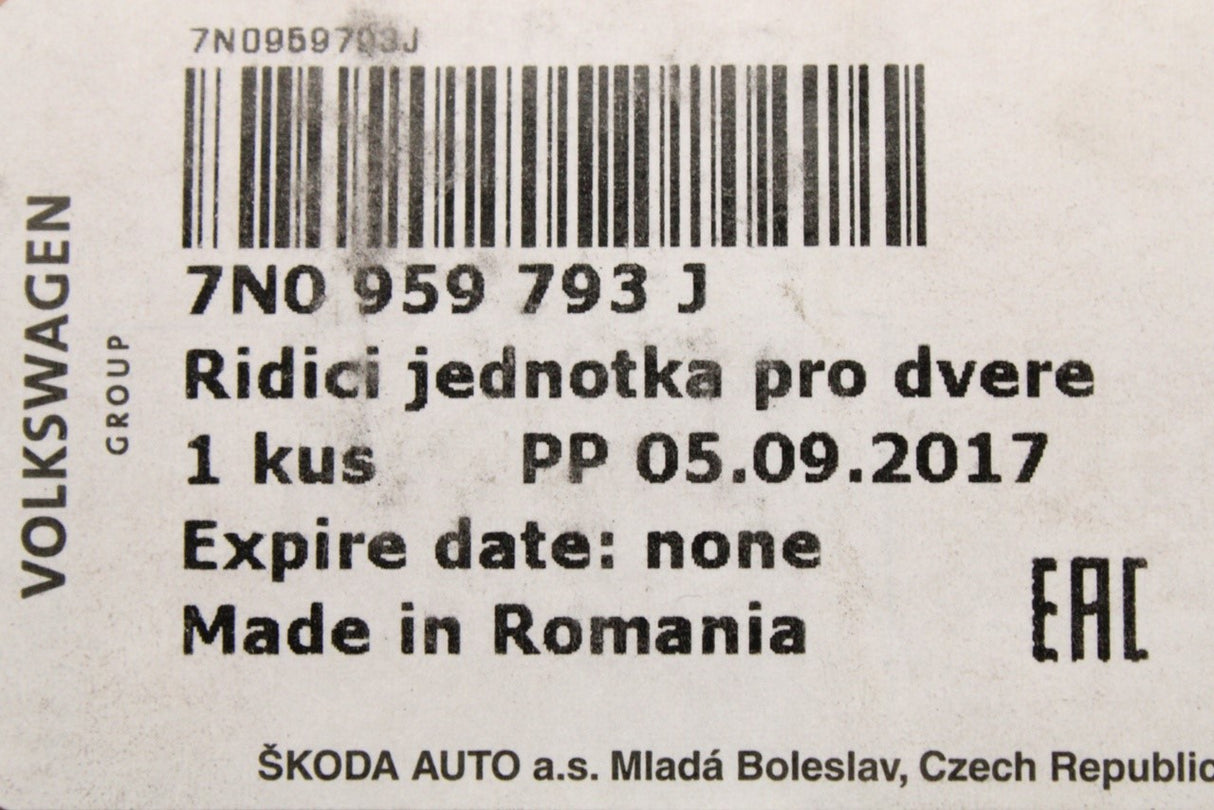 7N0959793J
7N0 959 793 J
Ridici jednotka pro dvere
1 kus PP 05.09.2017
Expire date: none
Made in Romania
EAC
ŠKODA AUTO a.s. Mladá Boleslav, Czech Republic
VOLKSWAGEN
GROUP